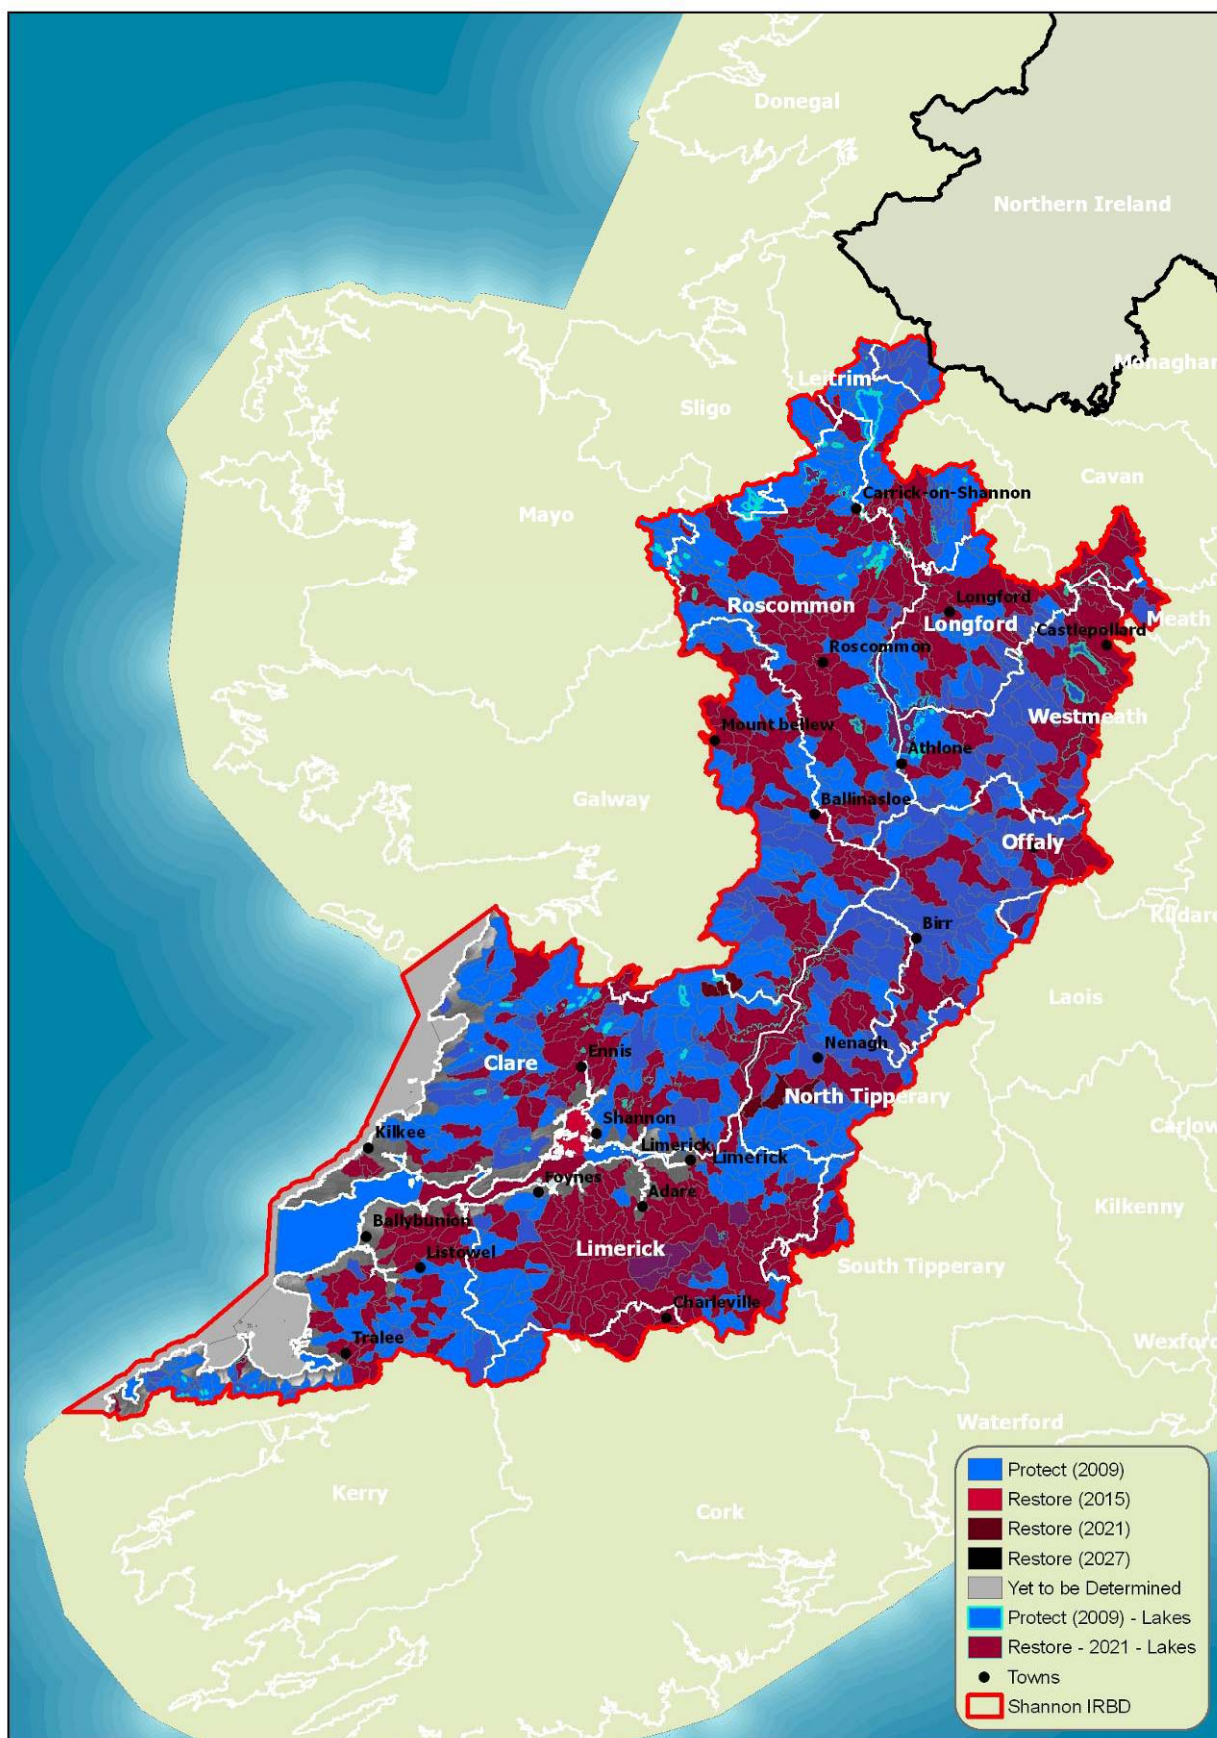 Donegal
Northern Ireland
Monaghan
Leitrim
Sligo
Cavan
Mayo
Carrick-on-Shannon
Roscommon
Longford
Longford
Meath
Castlepollard
Roscommon
Westmeath
Mount bellew
Athlone
Galway
Ballinasloe
Offaly
Kildare
Birr
Laois
Clare
Ennis
Nenagh
North Tipperary
Shannon
Carlow
Kilkee
Limerick
Limerick
Foynes
Adare
Kilkenny
Ballybunion
Listowel
Limerick
South Tipperary
Charleville
Tralee
Wexford
Waterford
Kerry
Cork
Protect (2009)
Restore (2015)
Restore (2021)
Restore (2027)
Yet to be Determined
Protect (2009) - Lakes
Restore - 2021 - Lakes
Towns
Shannon IRBD